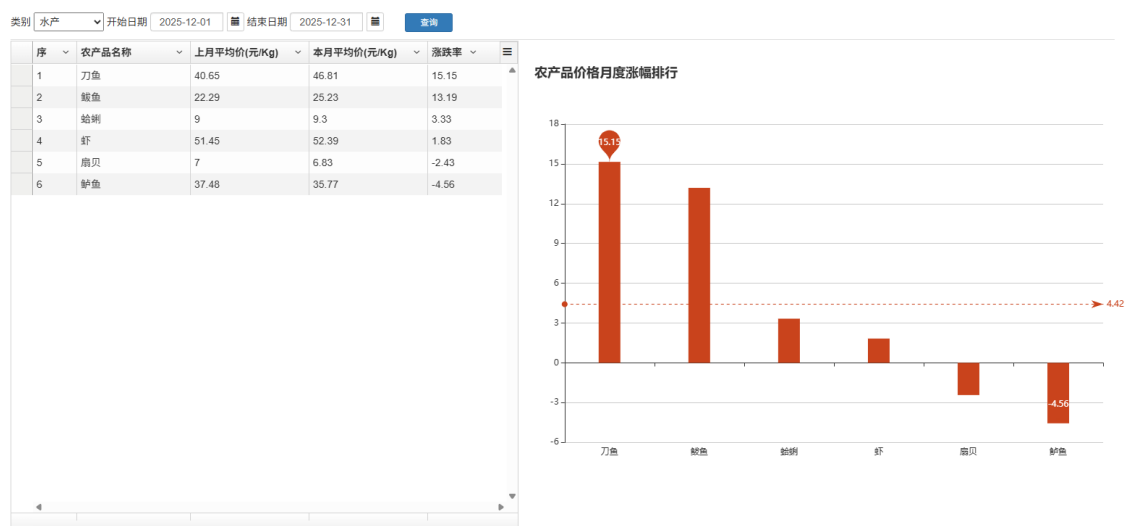 类别 水产 开始日期 2025-12-01 结束日期 2025-12-31 查询
序 农产品名称 上月平均价(元/Kg) 本月平均价(元/Kg) 涨跌率
1 刀鱼 40.65 46.81 15.15
2 鲅鱼 22.29 25.23 13.19
3 蛤蜊 9 9.3 3.33
4 虾 51.45 52.39 1.83
5 扇贝 7 6.83 -2.43
6 鲈鱼 37.48 35.77 -4.56
农产品价格月度涨幅排行
18
15.15
15
12
9
6
4.42
3
0
-3
-4.56
-6
刀鱼 鲅鱼 蛤蜊 虾 扇贝 鲈鱼